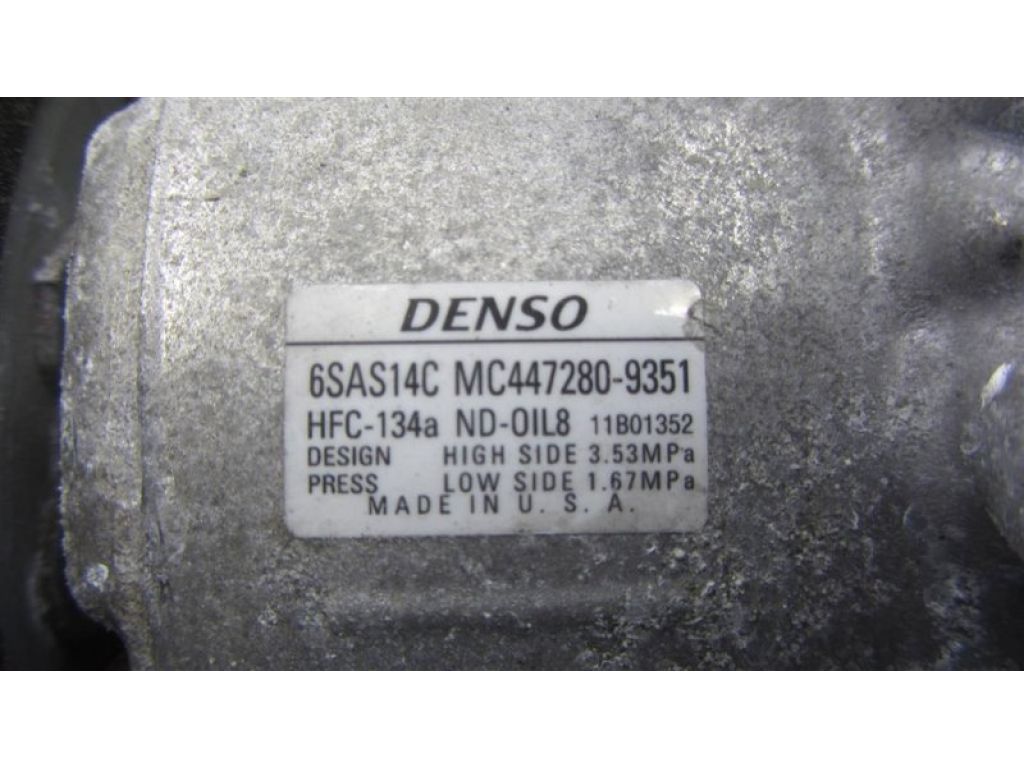 DENSO
6SAS14C MC447280-9351
HFC-134a ND-OIL8 11B01352
DESIGN HIGH SIDE 3.53MPa
PRESS LOW SIDE 1.67MPa
MADE IN U. S. A.